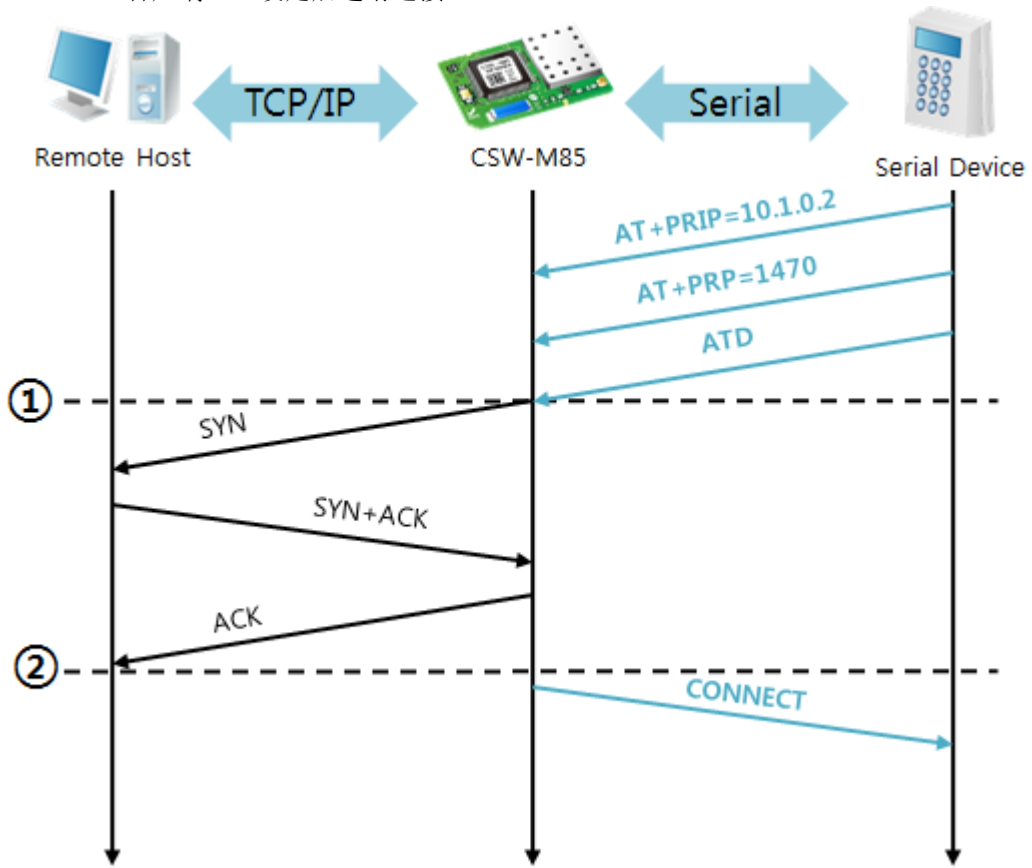 TCP/IP
Serial
Remote Host
CSW-M85
Serial Device
AT+PRIP=10.1.0.2
AT+PRP=1470
ATD
①
SYN
SYN+ACK
ACK
②
CONNECT